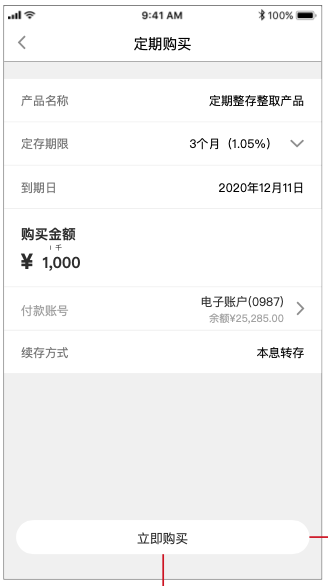 9:41 AM 100%
定期购买
产品名称 定期整存整取产品
定存期限 3个月（1.05%）
到期日 2020年12月11日
购买金额
千
¥ 1,000
付款账号 电子账户(0987)
余额¥25,285.00
续存方式 本息转存
立即购买